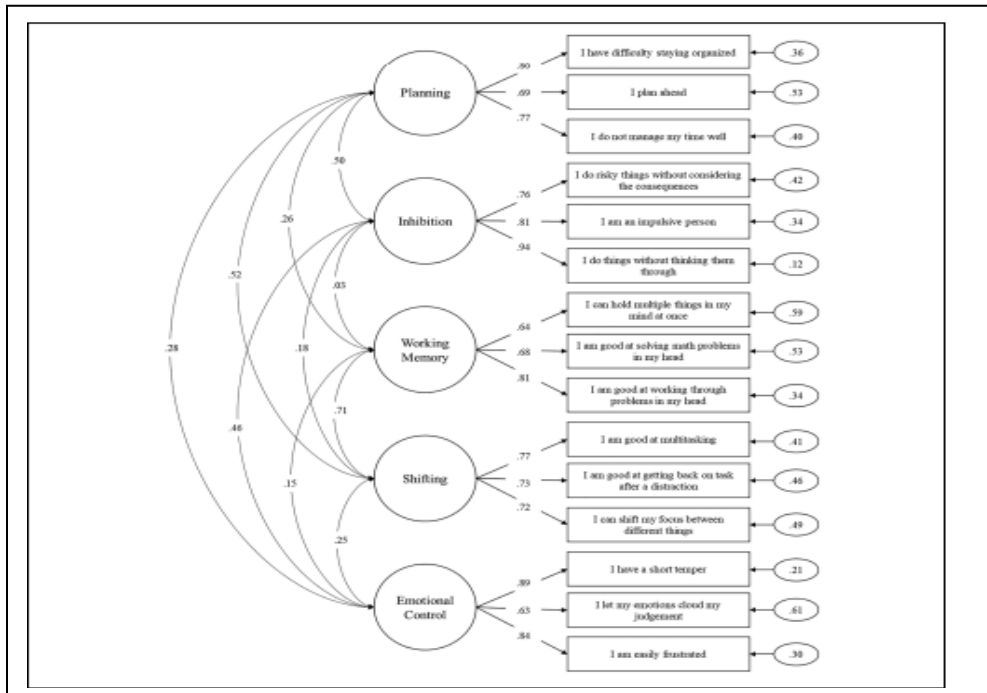 I have difficulty staying organized
.36
.80
Planning
.69
I plan ahead
.53
.77
I do not manage my time well
.40
.50
I do risky things without considering
the consequences
.42
.76
Inhibition
.81
I am an impulsive person
.34
.26
.94
I do things without thinking them
through
.12
.52
.03
I can hold multiple things in my
mind at once
.59
.64
.28
.18
Working
Memory
.68
I am good at solving math problems
in my head
.53
.81
I am good at working through
problems in my head
.34
.71
.46
I am good at multitasking
.41
.77
.15
Shifting
.73
I am good at getting back on task
after a distraction
.46
.72
I can shift my focus between
different things
.49
.25
I have a short temper
.21
.89
Emotional
Control
.63
I let my emotions cloud my
judgement
.61
.84
I am easily frustrated
.30